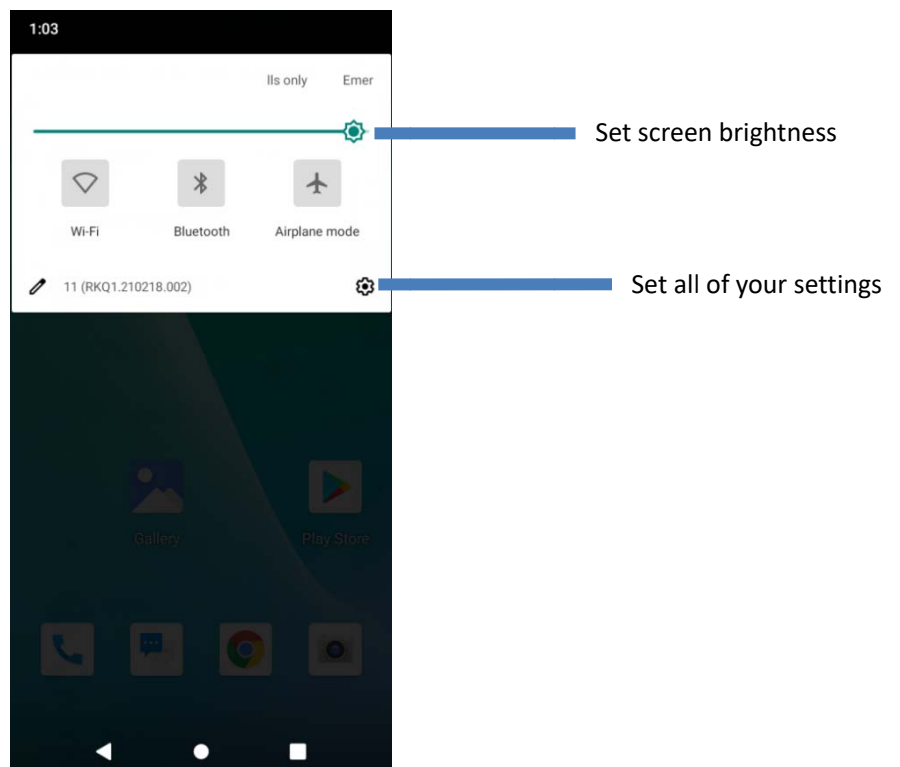 1:03
lls only Emer
Set screen brightness
Wi-Fi Bluetooth Airplane mode
11 (RKQ1.210218.002)
Set all of your settings
Gallery Play Store